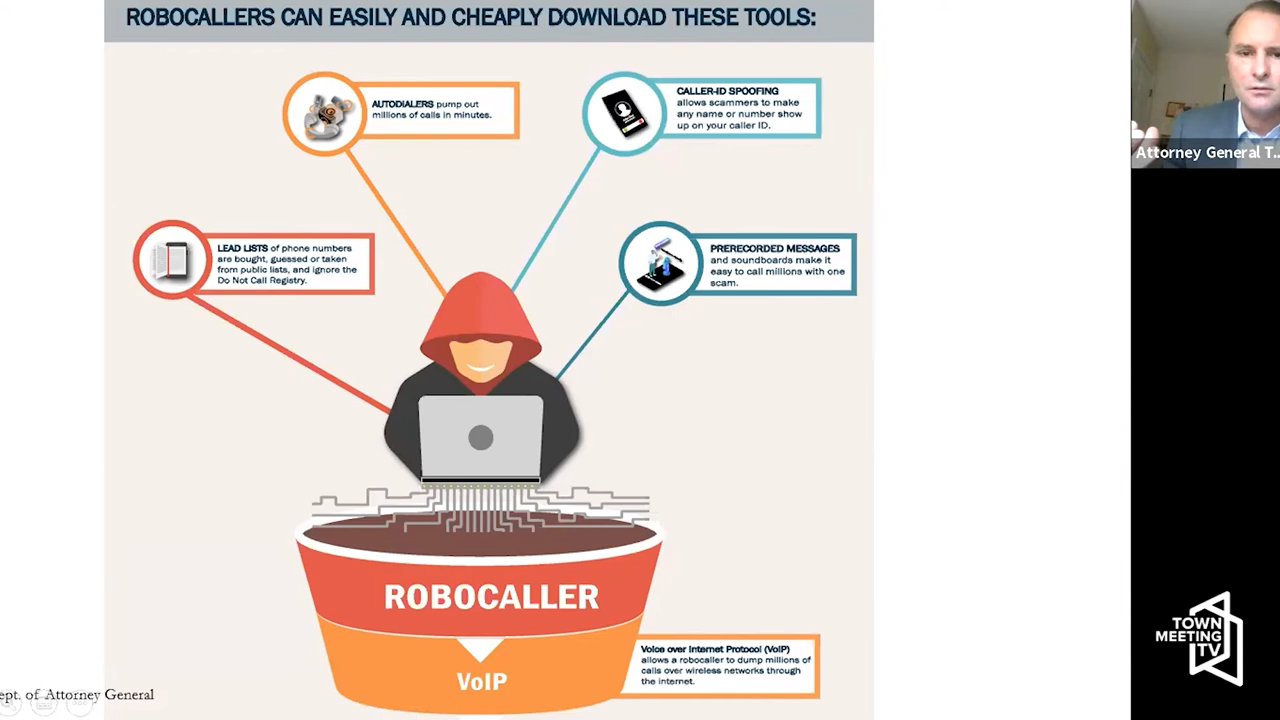 ROBOCALLERS CAN EASILY AND CHEAPLY DOWNLOAD THESE TOOLS:
AUTODIALERS pump out
millions of calls in minutes.
CALLER-ID SPOOFING
allows scammers to make
any name or number show
up on your caller ID.
LEAD LISTS of phone numbers
are bought, guessed or taken
from public lists, and ignore the
Do Not Call Registry.
PRERECORDED MESSAGES
and soundboards make it
easy to call millions with one
scam.
ROBOCALLER
VoIP
Voice over Internet Protocol (VoIP)
allows a robocaller to dump millions of
calls over wireless networks through
the internet.
ept. of Attorney General
Attorney General T...
TOWN
MEETING
TV